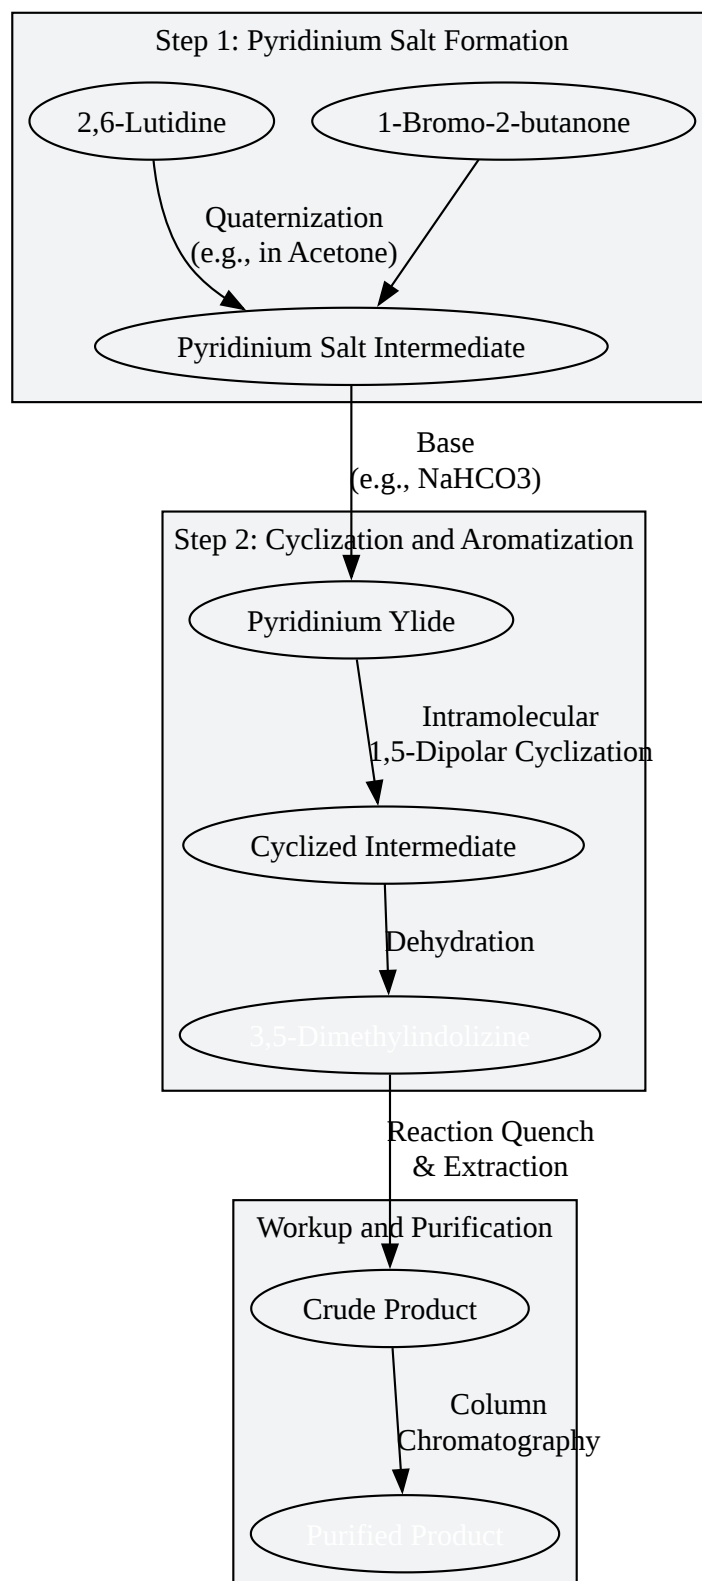 Step 1: Pyridinium Salt Formation
2,6-Lutidine
1-Bromo-2-butanone
Quaternization
(e.g., in Acetone)
Pyridinium Salt Intermediate
Base
(e.g., NaHCO3)
Step 2: Cyclization and Aromatization
Pyridinium Ylide
Intramolecular
1,5-Dipolar Cyclization
Cyclized Intermediate
Dehydration
3,5-Dimethylindolizine
Reaction Quench
& Extraction
Workup and Purification
Crude Product
Column
Chromatography
Purified Product